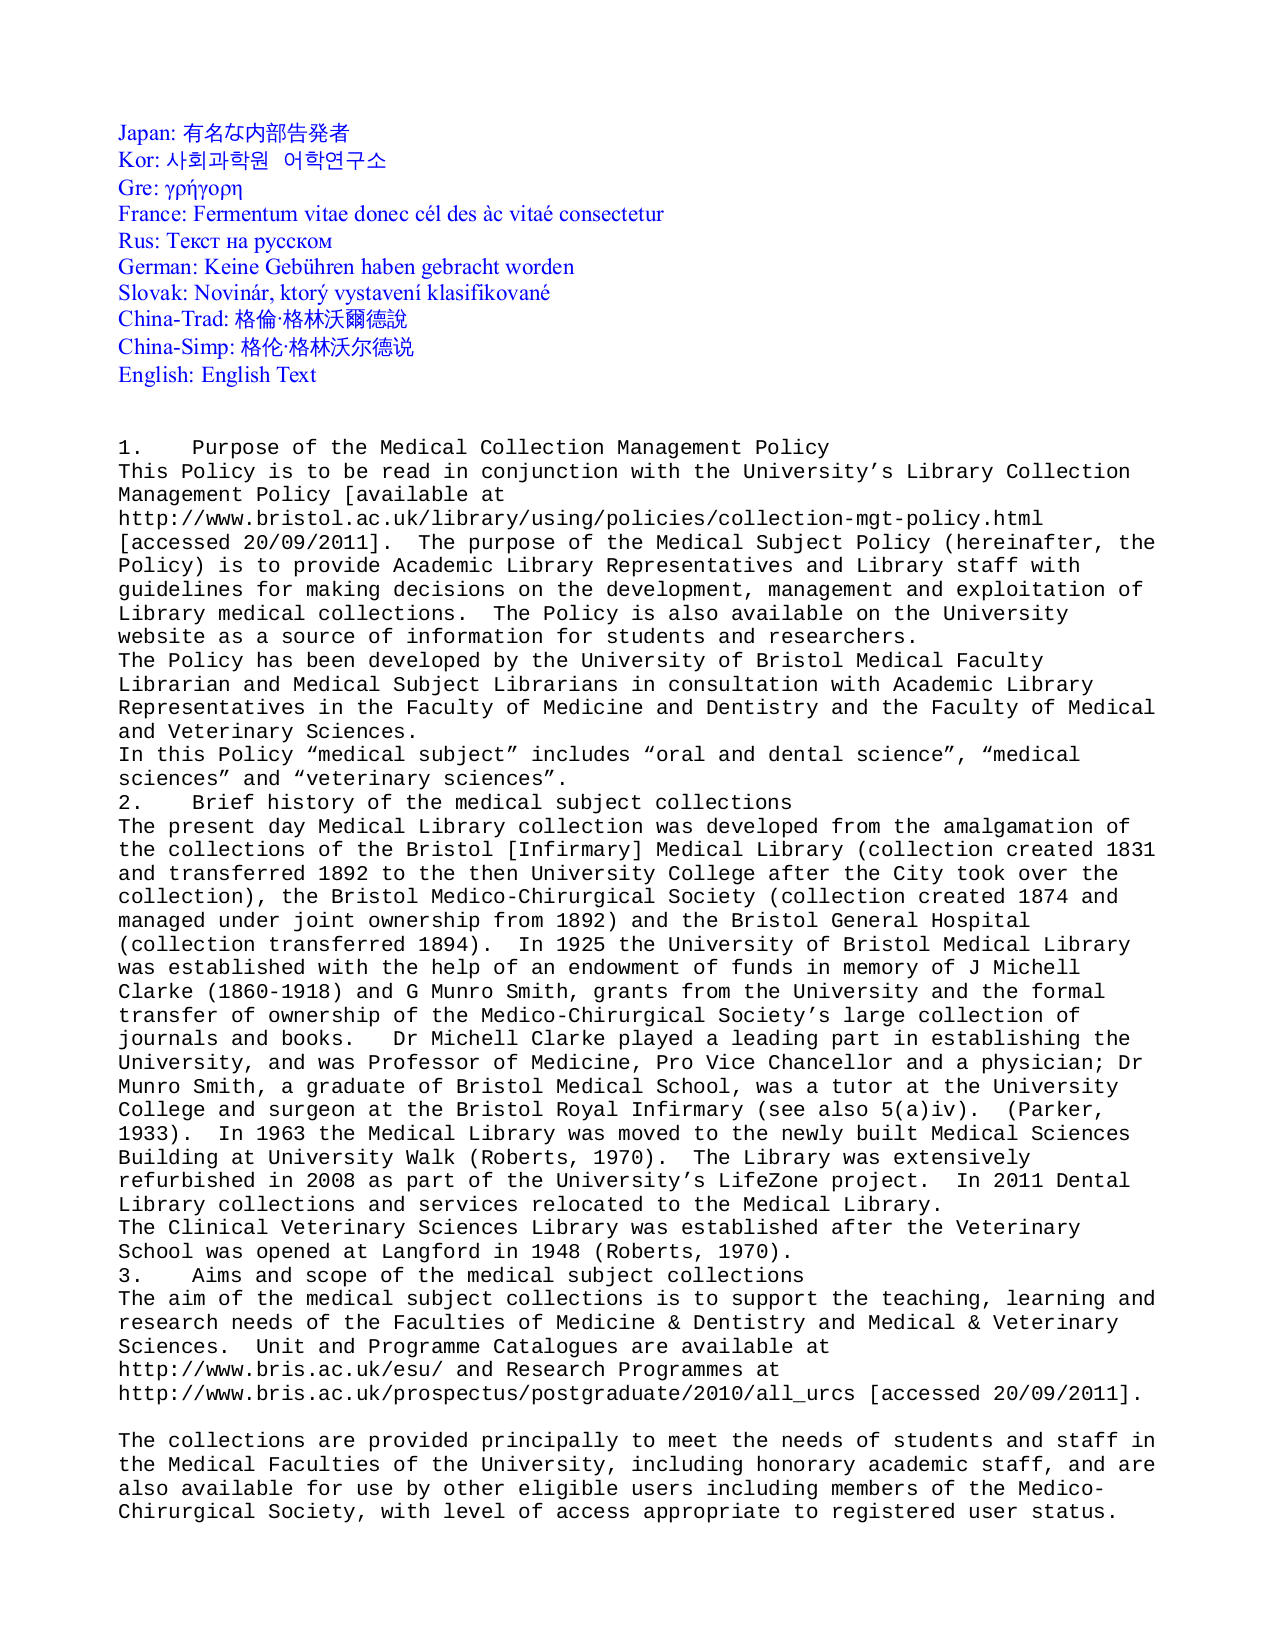 Japan: 有名な内部告発者
Kor: 사회과학원 어학연구소
Gre: γρήγορη
France: Fermentum vitae donec cél des àc vitaé consectetur
Rus: Текст на русском
German: Keine Gebühren haben gebracht worden
Slovak: Novinár, ktorý vystavení klasifikované
China-Trad: 格倫·格林沃爾德說
China-Simp: 格伦·格林沃尔德说
English: English Text
1. Purpose of the Medical Collection Management Policy
This Policy is to be read in conjunction with the University’s Library Collection
Management Policy [available at
http://www.bristol.ac.uk/library/using/policies/collection-mgt-policy.html
[accessed 20/09/2011]. The purpose of the Medical Subject Policy (hereinafter, the
Policy) is to provide Academic Library Representatives and Library staff with
guidelines for making decisions on the development, management and exploitation of
Library medical collections. The Policy is also available on the University
website as a source of information for students and researchers.
The Policy has been developed by the University of Bristol Medical Faculty
Librarian and Medical Subject Librarians in consultation with Academic Library
Representatives in the Faculty of Medicine and Dentistry and the Faculty of Medical
and Veterinary Sciences.
In this Policy “medical subject” includes “oral and dental science”, “medical
sciences” and “veterinary sciences”.
2. Brief history of the medical subject collections
The present day Medical Library collection was developed from the amalgamation of
the collections of the Bristol [Infirmary] Medical Library (collection created 1831
and transferred 1892 to the then University College after the City took over the
collection), the Bristol Medico-Chirurgical Society (collection created 1874 and
managed under joint ownership from 1892) and the Bristol General Hospital
(collection transferred 1894). In 1925 the University of Bristol Medical Library
was established with the help of an endowment of funds in memory of J Michell
Clarke (1860-1918) and G Munro Smith, grants from the University and the formal
transfer of ownership of the Medico-Chirurgical Society’s large collection of
journals and books. Dr Michell Clarke played a leading part in establishing the
University, and was Professor of Medicine, Pro Vice Chancellor and a physician; Dr
Munro Smith, a graduate of Bristol Medical School, was a tutor at the University
College and surgeon at the Bristol Royal Infirmary (see also 5(a)iv). (Parker,
1933). In 1963 the Medical Library was moved to the newly built Medical Sciences
Building at University Walk (Roberts, 1970). The Library was extensively
refurbished in 2008 as part of the University’s LifeZone project. In 2011 Dental
Library collections and services relocated to the Medical Library.
The Clinical Veterinary Sciences Library was established after the Veterinary
School was opened at Langford in 1948 (Roberts, 1970).
3. Aims and scope of the medical subject collections
The aim of the medical subject collections is to support the teaching, learning and
research needs of the Faculties of Medicine & Dentistry and Medical & Veterinary
Sciences. Unit and Programme Catalogues are available at
http://www.bris.ac.uk/esu/ and Research Programmes at
http://www.bris.ac.uk/prospectus/postgraduate/2010/all_urcs [accessed 20/09/2011].
The collections are provided principally to meet the needs of students and staff in
the Medical Faculties of the University, including honorary academic staff, and are
also available for use by other eligible users including members of the Medico-
Chirurgical Society, with level of access appropriate to registered user status.